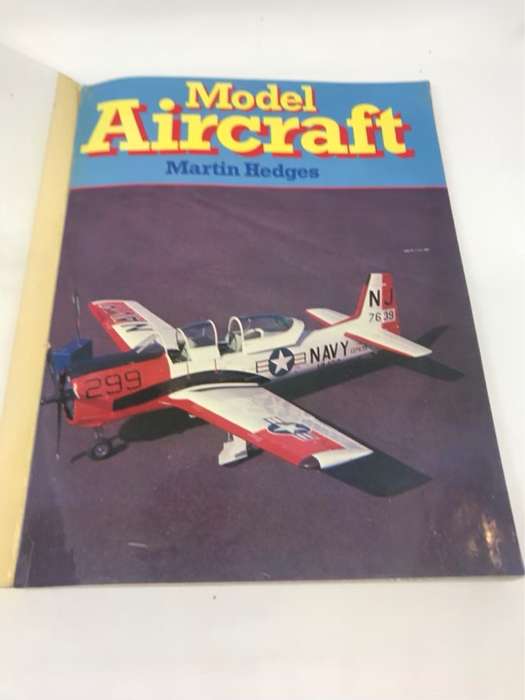 Model
Aircraft
Martin Hedges
NJ
7639
NAVY
299